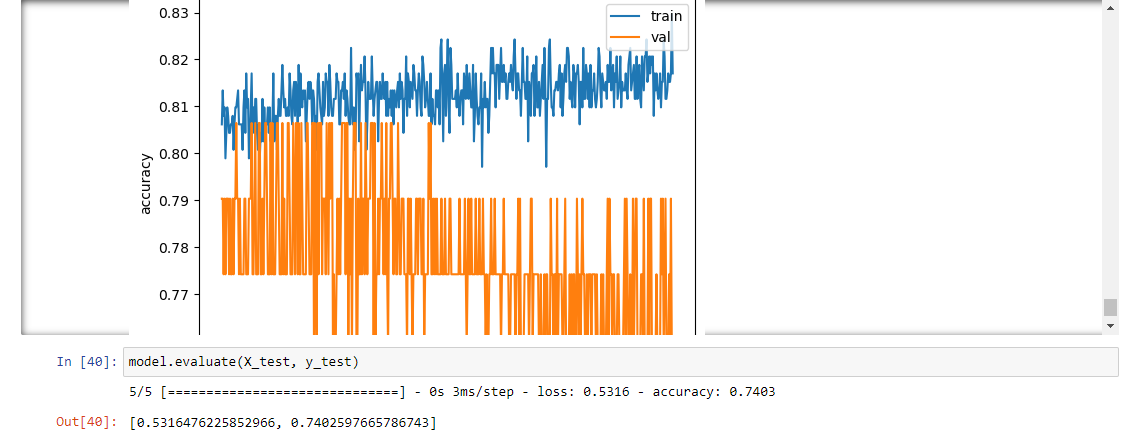 0.83
train
val
0.82
0.81
0.80
accuracy
0.79
0.78
0.77
In [40]: model.evaluate(X_test, y_test)
5/5 [==============================] - 0s 3ms/step - loss: 0.5316 - accuracy: 0.7403
Out[40]: [0.5316476225852966, 0.7402597665786743]